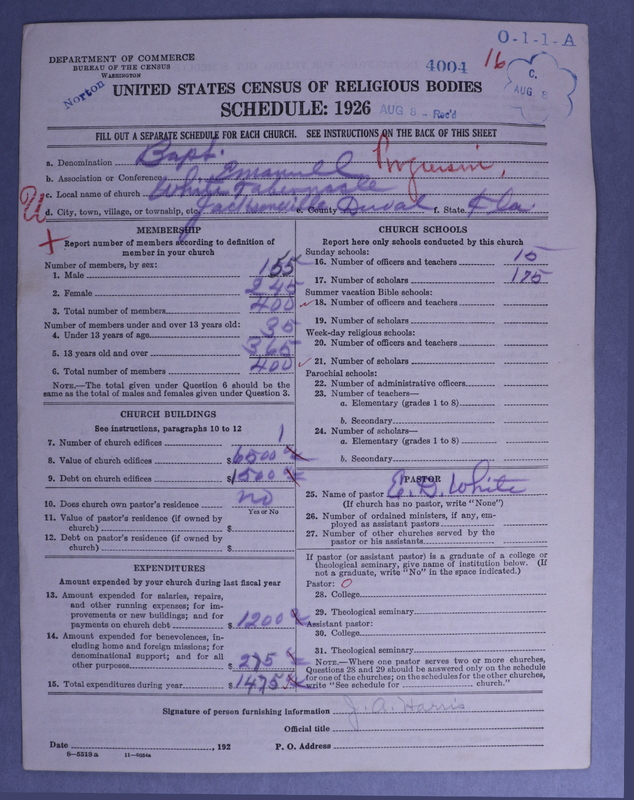 O-1-1-A
DEPARTMENT OF COMMERCE
BUREAU OF THE CENSUS
WASHINGTON
4004
16
C.
AUG 8
Norton
UNITED STATES CENSUS OF RELIGIOUS BODIES
SCHEDULE: 1926
AUG 8 - Rec'd
FILL OUT A SEPARATE SCHEDULE FOR EACH CHURCH. SEE INSTRUCTIONS ON THE BACK OF THIS SHEET
a. Denomination Bapt.
b. Association or Conference Emanuell Progressive,
c. Local name of church White Tabernacle
U d. City, town, village, or township, etc. Jacksonville e. County Duval f. State Fla.
MEMBERSHIP
Report number of members according to definition of
member in your church
Number of members, by sex:
1. Male 155
2. Female 245
3. Total number of members 400
Number of members under and over 13 years old:
4. Under 13 years of age 35
5. 13 years old and over 365
6. Total number of members 400
NOTE.—The total given under Question 6 should be the
same as the total of males and females given under Question 3.
CHURCH BUILDINGS
See instructions, paragraphs 10 to 12
7. Number of church edifices 1
8. Value of church edifices $6500
9. Debt on church edifices $1500
10. Does church own pastor's residence no
Yes or No
11. Value of pastor's residence (if owned by
church) $
12. Debt on pastor's residence (if owned by
church) $
EXPENDITURES
Amount expended by your church during last fiscal year
13. Amount expended for salaries, repairs,
and other running expenses; for im-
provements or new buildings; and for
payments on church debt $1200
14. Amount expended for benevolences, in-
cluding home and foreign missions; for
denominational support; and for all
other purposes $275
15. Total expenditures during year $1475
CHURCH SCHOOLS
Report here only schools conducted by this church
Sunday schools:
16. Number of officers and teachers 15
17. Number of scholars 175
Summer vacation Bible schools:
18. Number of officers and teachers
19. Number of scholars
Week-day religious schools:
20. Number of officers and teachers
21. Number of scholars
Parochial schools:
22. Number of administrative officers
23. Number of teachers—
a. Elementary (grades 1 to 8)
b. Secondary
24. Number of scholars—
a. Elementary (grades 1 to 8)
b. Secondary
PASTOR
25. Name of pastor E. D. White
(If church has no pastor, write "None")
26. Number of ordained ministers, if any, em-
ployed as assistant pastors
27. Number of other churches served by the
pastor or his assistants
If pastor (or assistant pastor) is a graduate of a college or
theological seminary, give name of institution below. (If
not a graduate, write "No" in the space indicated.)
Pastor: O
28. College
29. Theological seminary
Assistant pastor:
30. College
31. Theological seminary
NOTE.—Where one pastor serves two or more churches,
Questions 28 and 29 should be answered only on the schedule
for one of the churches; on the schedules for the other churches,
write "See schedule for church."
Signature of person furnishing information J. A. Harris
Official title
Date , 192 P. O. Address
8-5318a 11-9054a